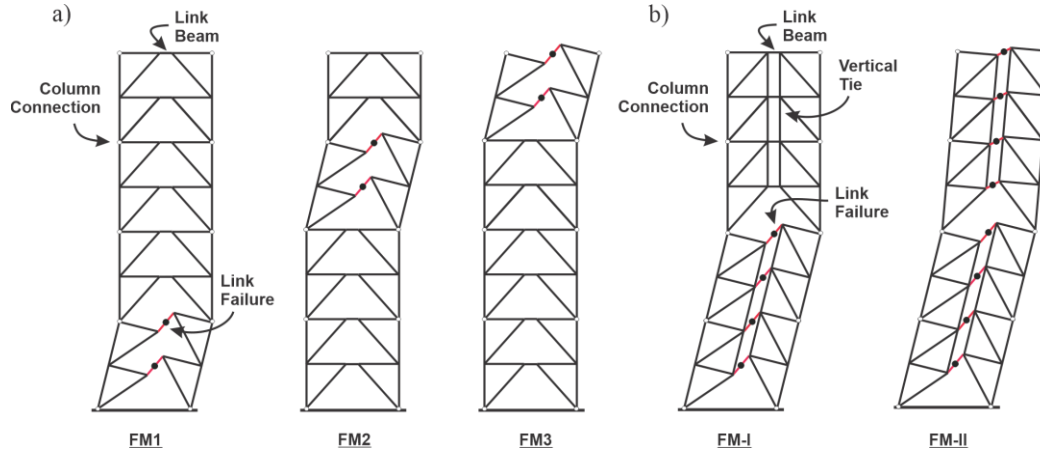 a)
Link
Beam
Column
Connection
Link
Failure
FM1
FM2
FM3
b)
Link
Beam
Vertical
Tie
Column
Connection
Link
Failure
FM-I
FM-II